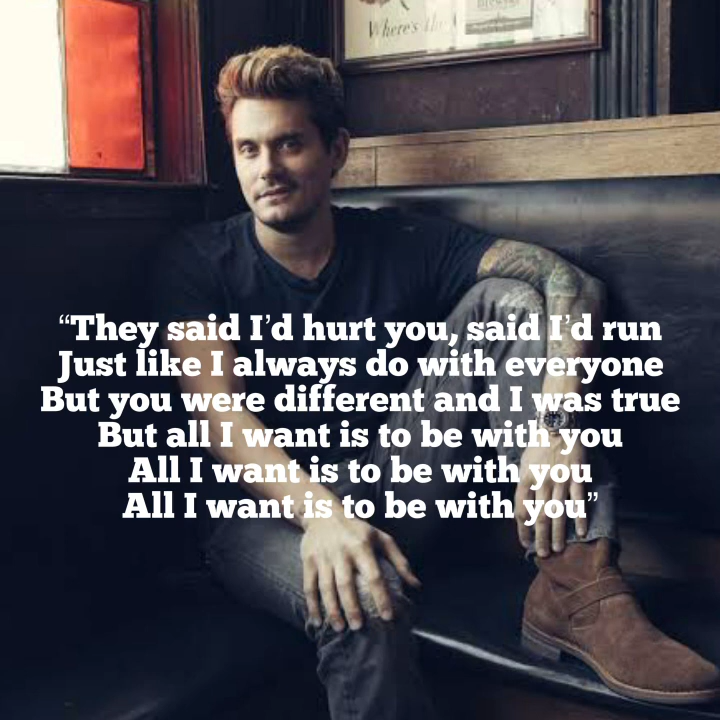 Where's the
“They said I’d hurt you, said I’d run
Just like I always do with everyone
But you were different and I was true
But all I want is to be with you
All I want is to be with you
All I want is to be with you”